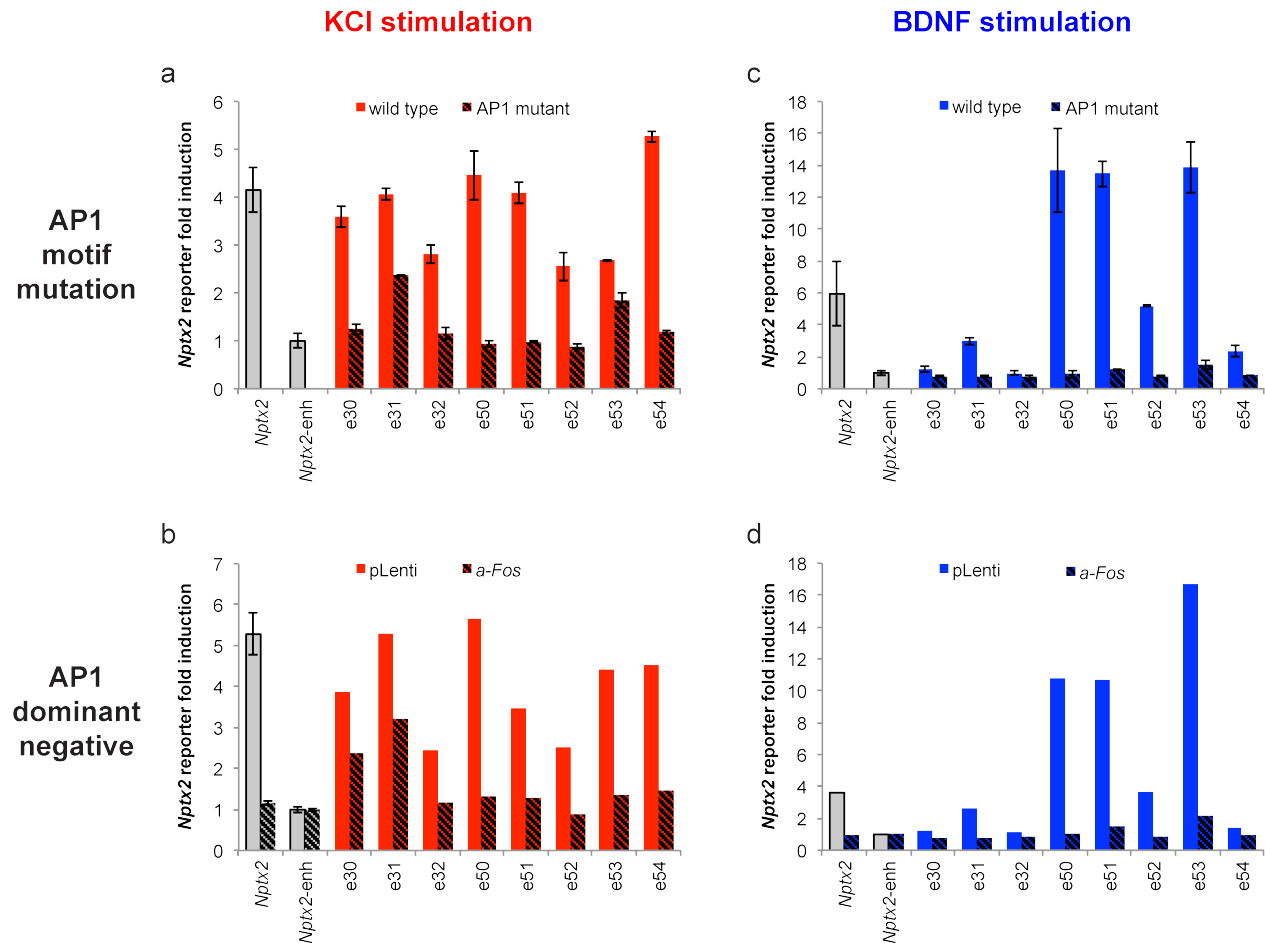 KCl stimulation
BDNF stimulation
AP1
motif
mutation
a
Nptx2 reporter fold induction
6
5
4
3
2
1
0
wild type
AP1 mutant
Nptx2
Nptx2-enh
e30
e31
e32
e50
e51
e52
e53
e54
c
Nptx2 reporter fold induction
18
16
14
12
10
8
6
4
2
0
wild type
AP1 mutant
Nptx2
Nptx2-enh
e30
e31
e32
e50
e51
e52
e53
e54
AP1
dominant
negative
b
Nptx2 reporter fold induction
7
6
5
4
3
2
1
0
pLenti
a-Fos
Nptx2
Nptx2-enh
e30
e31
e32
e50
e51
e52
e53
e54
d
Nptx2 reporter fold induction
18
16
14
12
10
8
6
4
2
0
pLenti
a-Fos
Nptx2
Nptx2-enh
e30
e31
e32
e50
e51
e52
e53
e54